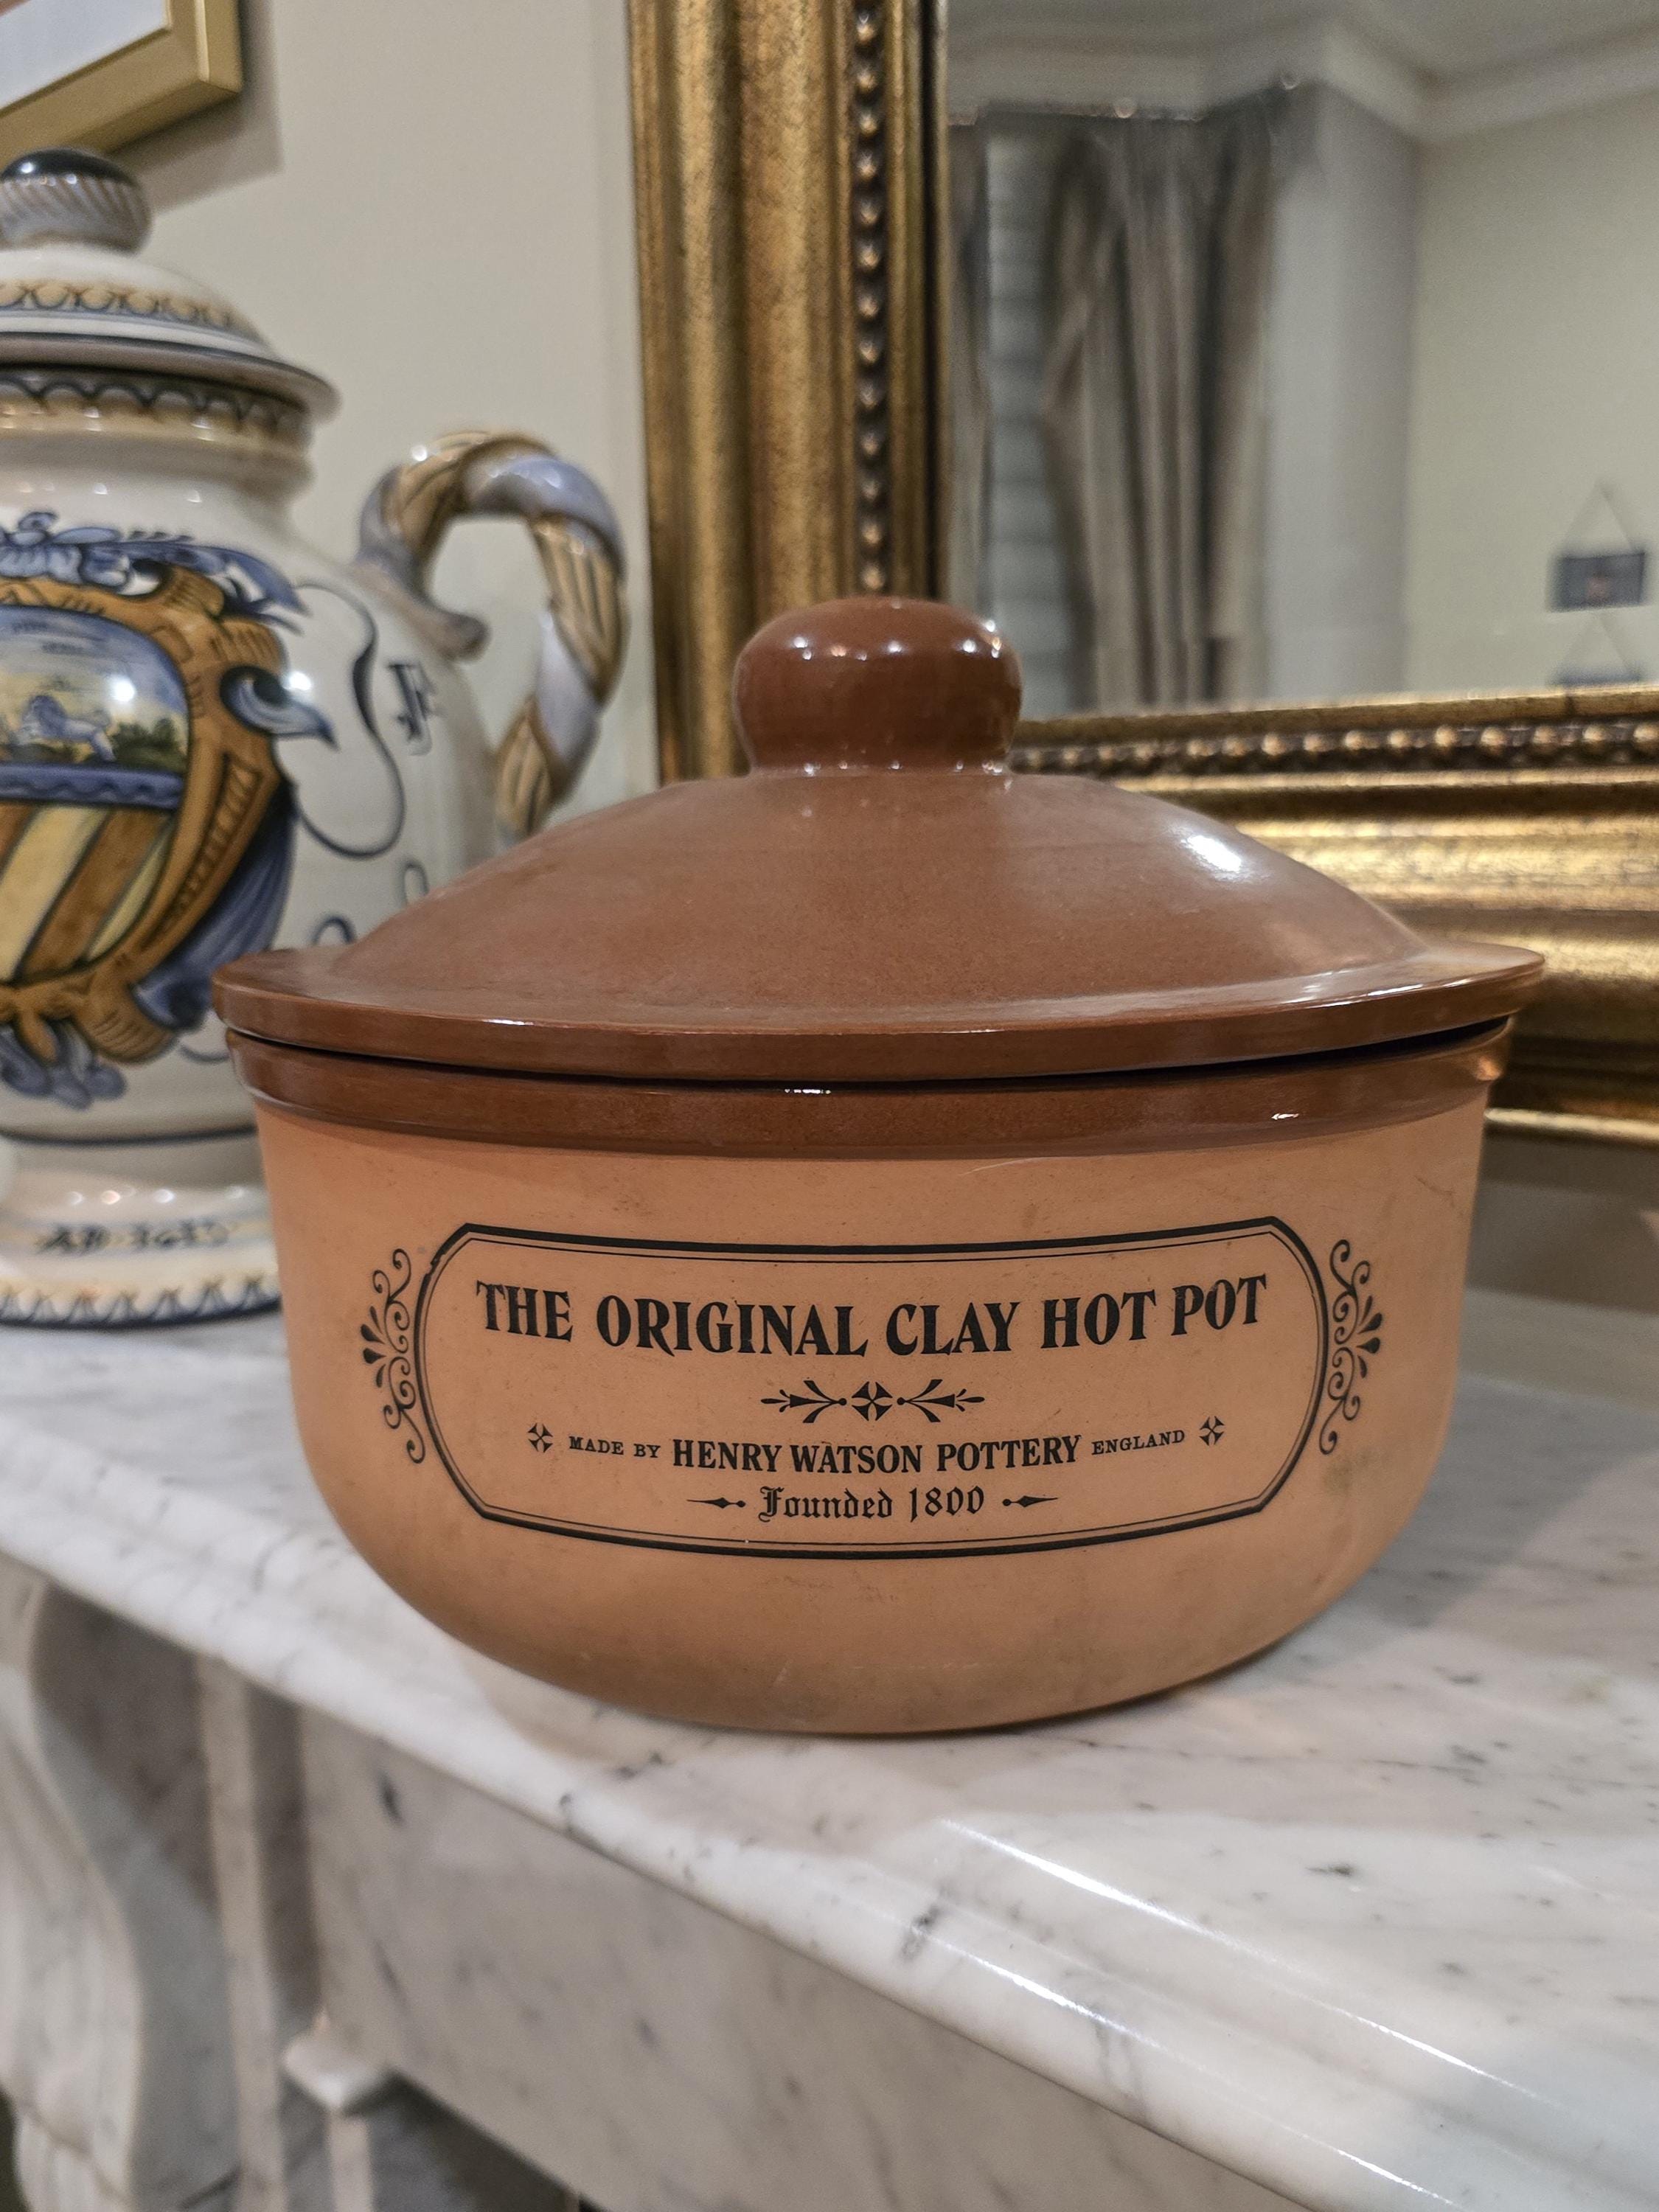 THE ORIGINAL CLAY HOT POT
MADE BY HENRY WATSON POTTERY ENGLAND
Founded 1800